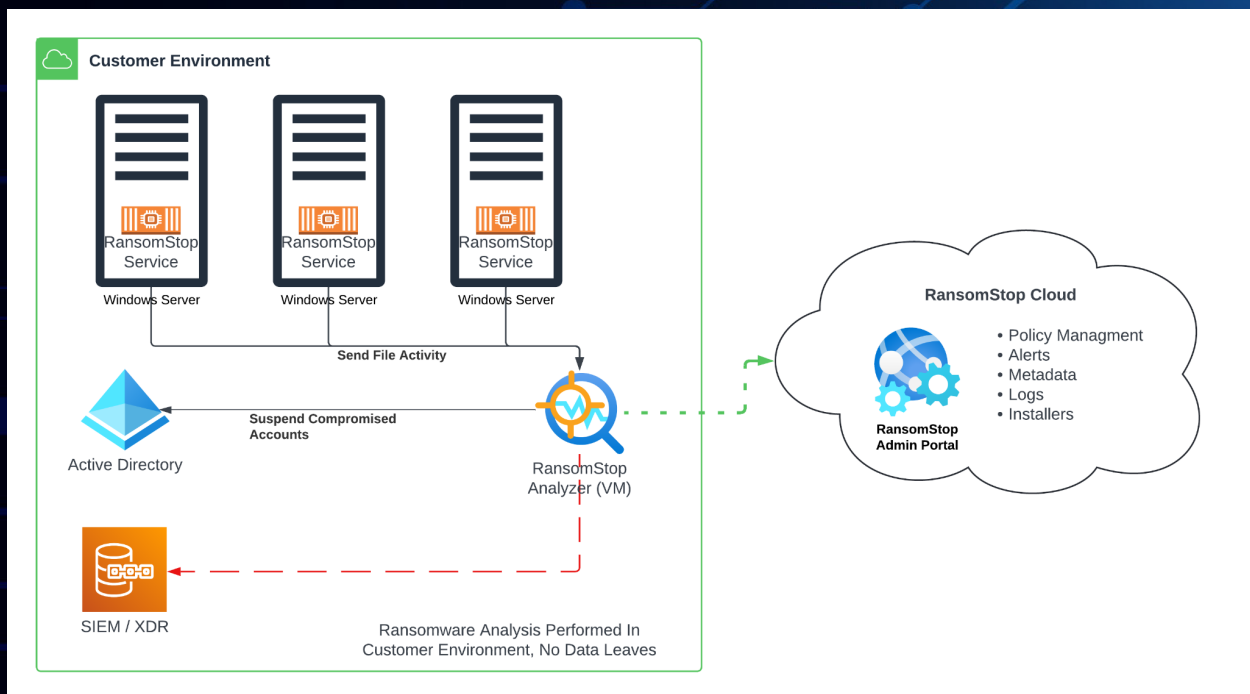 Customer Environment
RansomStop
Service
Windows Server
RansomStop
Service
Windows Server
RansomStop
Service
Windows Server
Send File Activity
Suspend Compromised
Accounts
Active Directory
RansomStop
Analyzer (VM)
SIEM / XDR
Ransomware Analysis Performed In
Customer Environment, No Data Leaves
RansomStop Cloud
RansomStop
Admin Portal
• Policy Managment
• Alerts
• Metadata
• Logs
• Installers